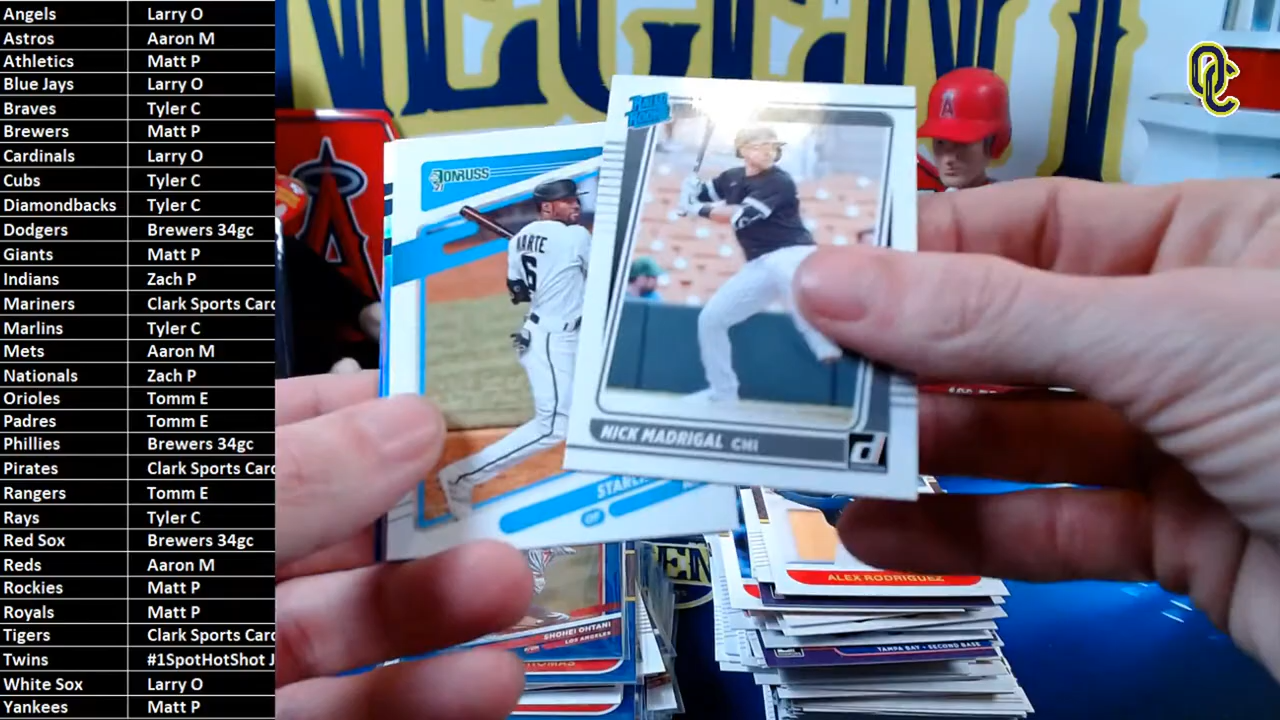 Angels Larry O
Astros Aaron M
Athletics Matt P
Blue Jays Larry O
Braves Tyler C
Brewers Matt P
Cardinals Larry O
Cubs Tyler C
Diamondbacks Tyler C
Dodgers Brewers 34gc
Giants Matt P
Indians Zach P
Mariners Clark Sports Card
Marlins Tyler C
Mets Aaron M
Nationals Zach P
Orioles Tomm E
Padres Tomm E
Phillies Brewers 34gc
Pirates Clark Sports Card
Rangers Tomm E
Rays Tyler C
Red Sox Brewers 34gc
Reds Aaron M
Rockies Matt P
Royals Matt P
Tigers Clark Sports Card
Twins #1SpotHotShot J
White Sox Larry O
Yankees Matt P
OC
A
A
RATED ROOKIE
DONRUSS
6
NICK MADRIGAL CHI
d
OF
EN
ALEX RODRIGUEZ
SHOHEI OHTANI
LOS ANGELES
THOMAS
TAMPA BAY - SECOND BASE